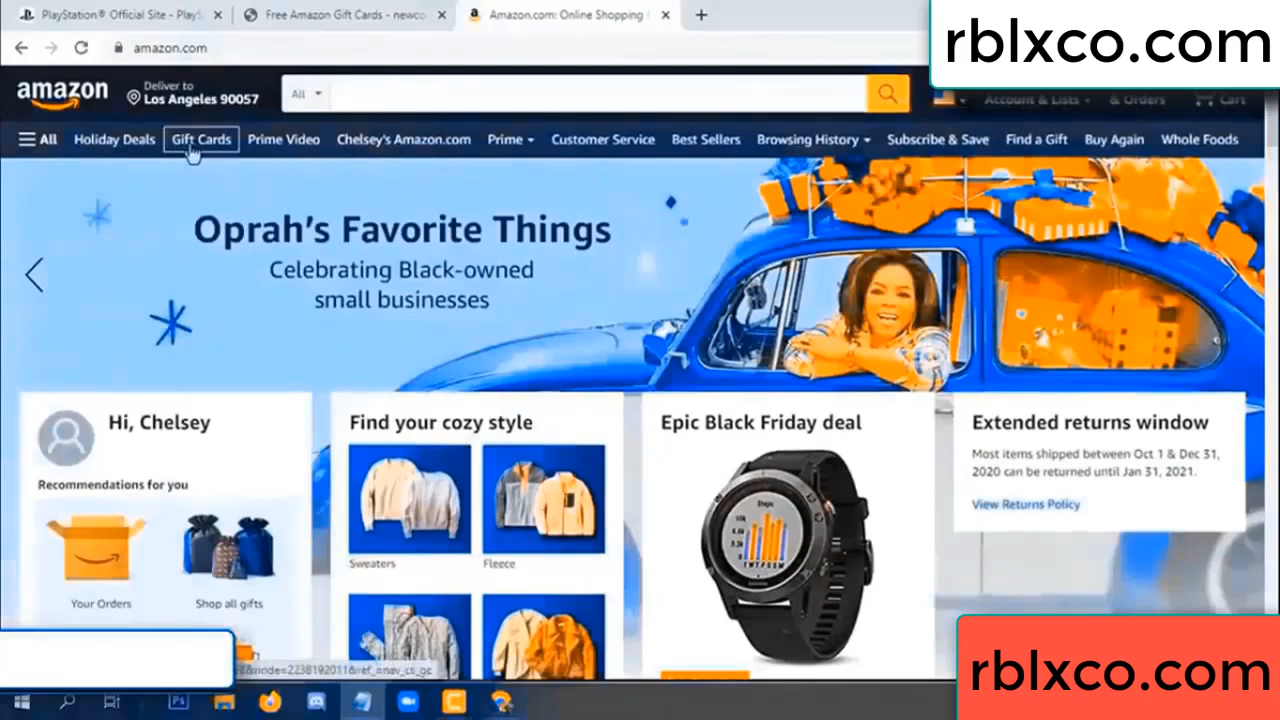 PlayStation® Official Site - PlayS
Free Amazon Gift Cards - newco
Amazon.com: Online Shopping
amazon.com
rblxco.com
amazon
Deliver to
Los Angeles 90057
All
Account & Lists
& Orders
Cart
All
Holiday Deals
Gift Cards
Prime Video
Chelsey's Amazon.com
Prime
Customer Service
Best Sellers
Browsing History
Subscribe & Save
Find a Gift
Buy Again
Whole Foods
Oprah's Favorite Things
Celebrating Black-owned
small businesses
Hi, Chelsey
Recommendations for you
Your Orders
Shop all gifts
Find your cozy style
Sweaters
Fleece
Epic Black Friday deal
Steps
Extended returns window
Most items shipped between Oct 1 & Dec 31,
2020 can be returned until Jan 31, 2021.
View Returns Policy
Ps
rblxco.com